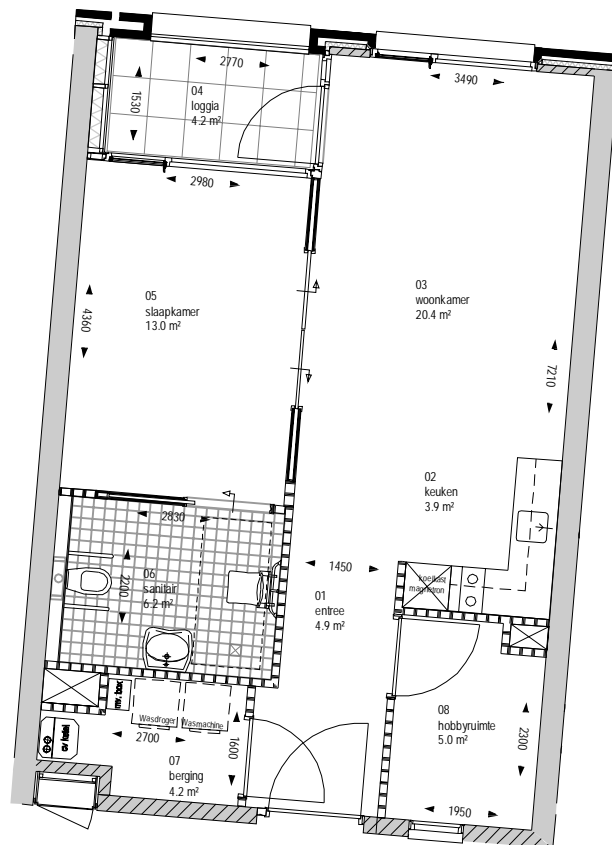 2770
3490
1530
04
loggia
4.2 m²
2980
05
slaapkamer
13.0 m²
4360
03
woonkamer
20.4 m²
7210
02
keuken
3.9 m²
2830
2200
06
sanitair
6.2 m²
1450
01
entree
4.9 m²
koelkast
magnetron
mv. box
Wasdroger
Wasmachine
cv ketel
2700
1600
07
berging
4.2 m²
08
hobbyruimte
5.0 m²
2300
1950